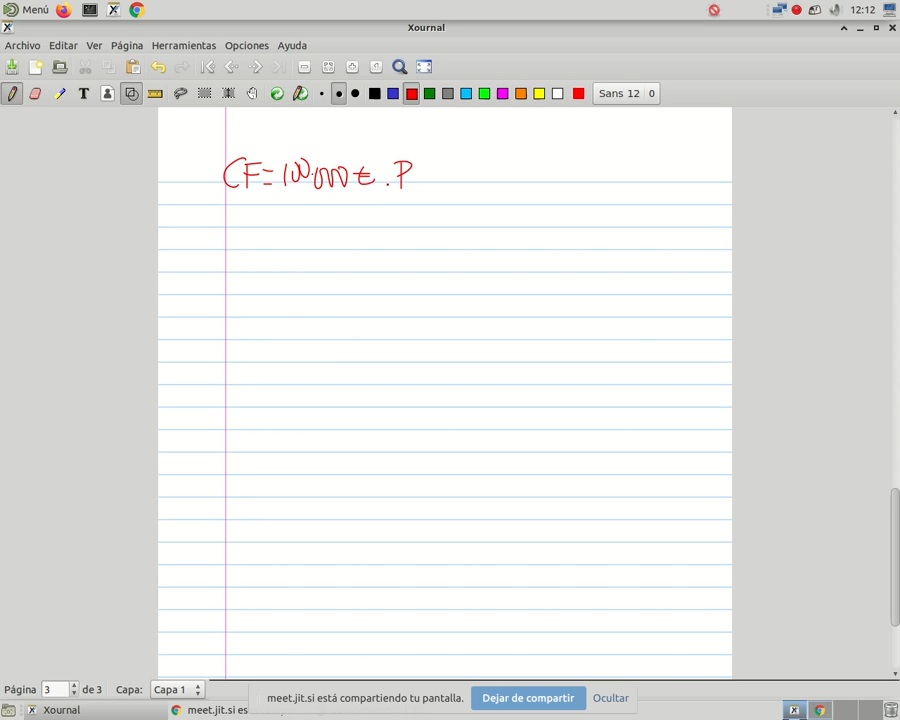 Menú
12:12
Xournal
Archivo Editar Ver Página Herramientas Opciones Ayuda
T Sans 12 0
CF=100.000€. P
Página 3 de 3 Capa: Capa 1
meet.jit.si está compartiendo tu pantalla. Dejar de compartir Ocultar
Xournal meet.jit.si es